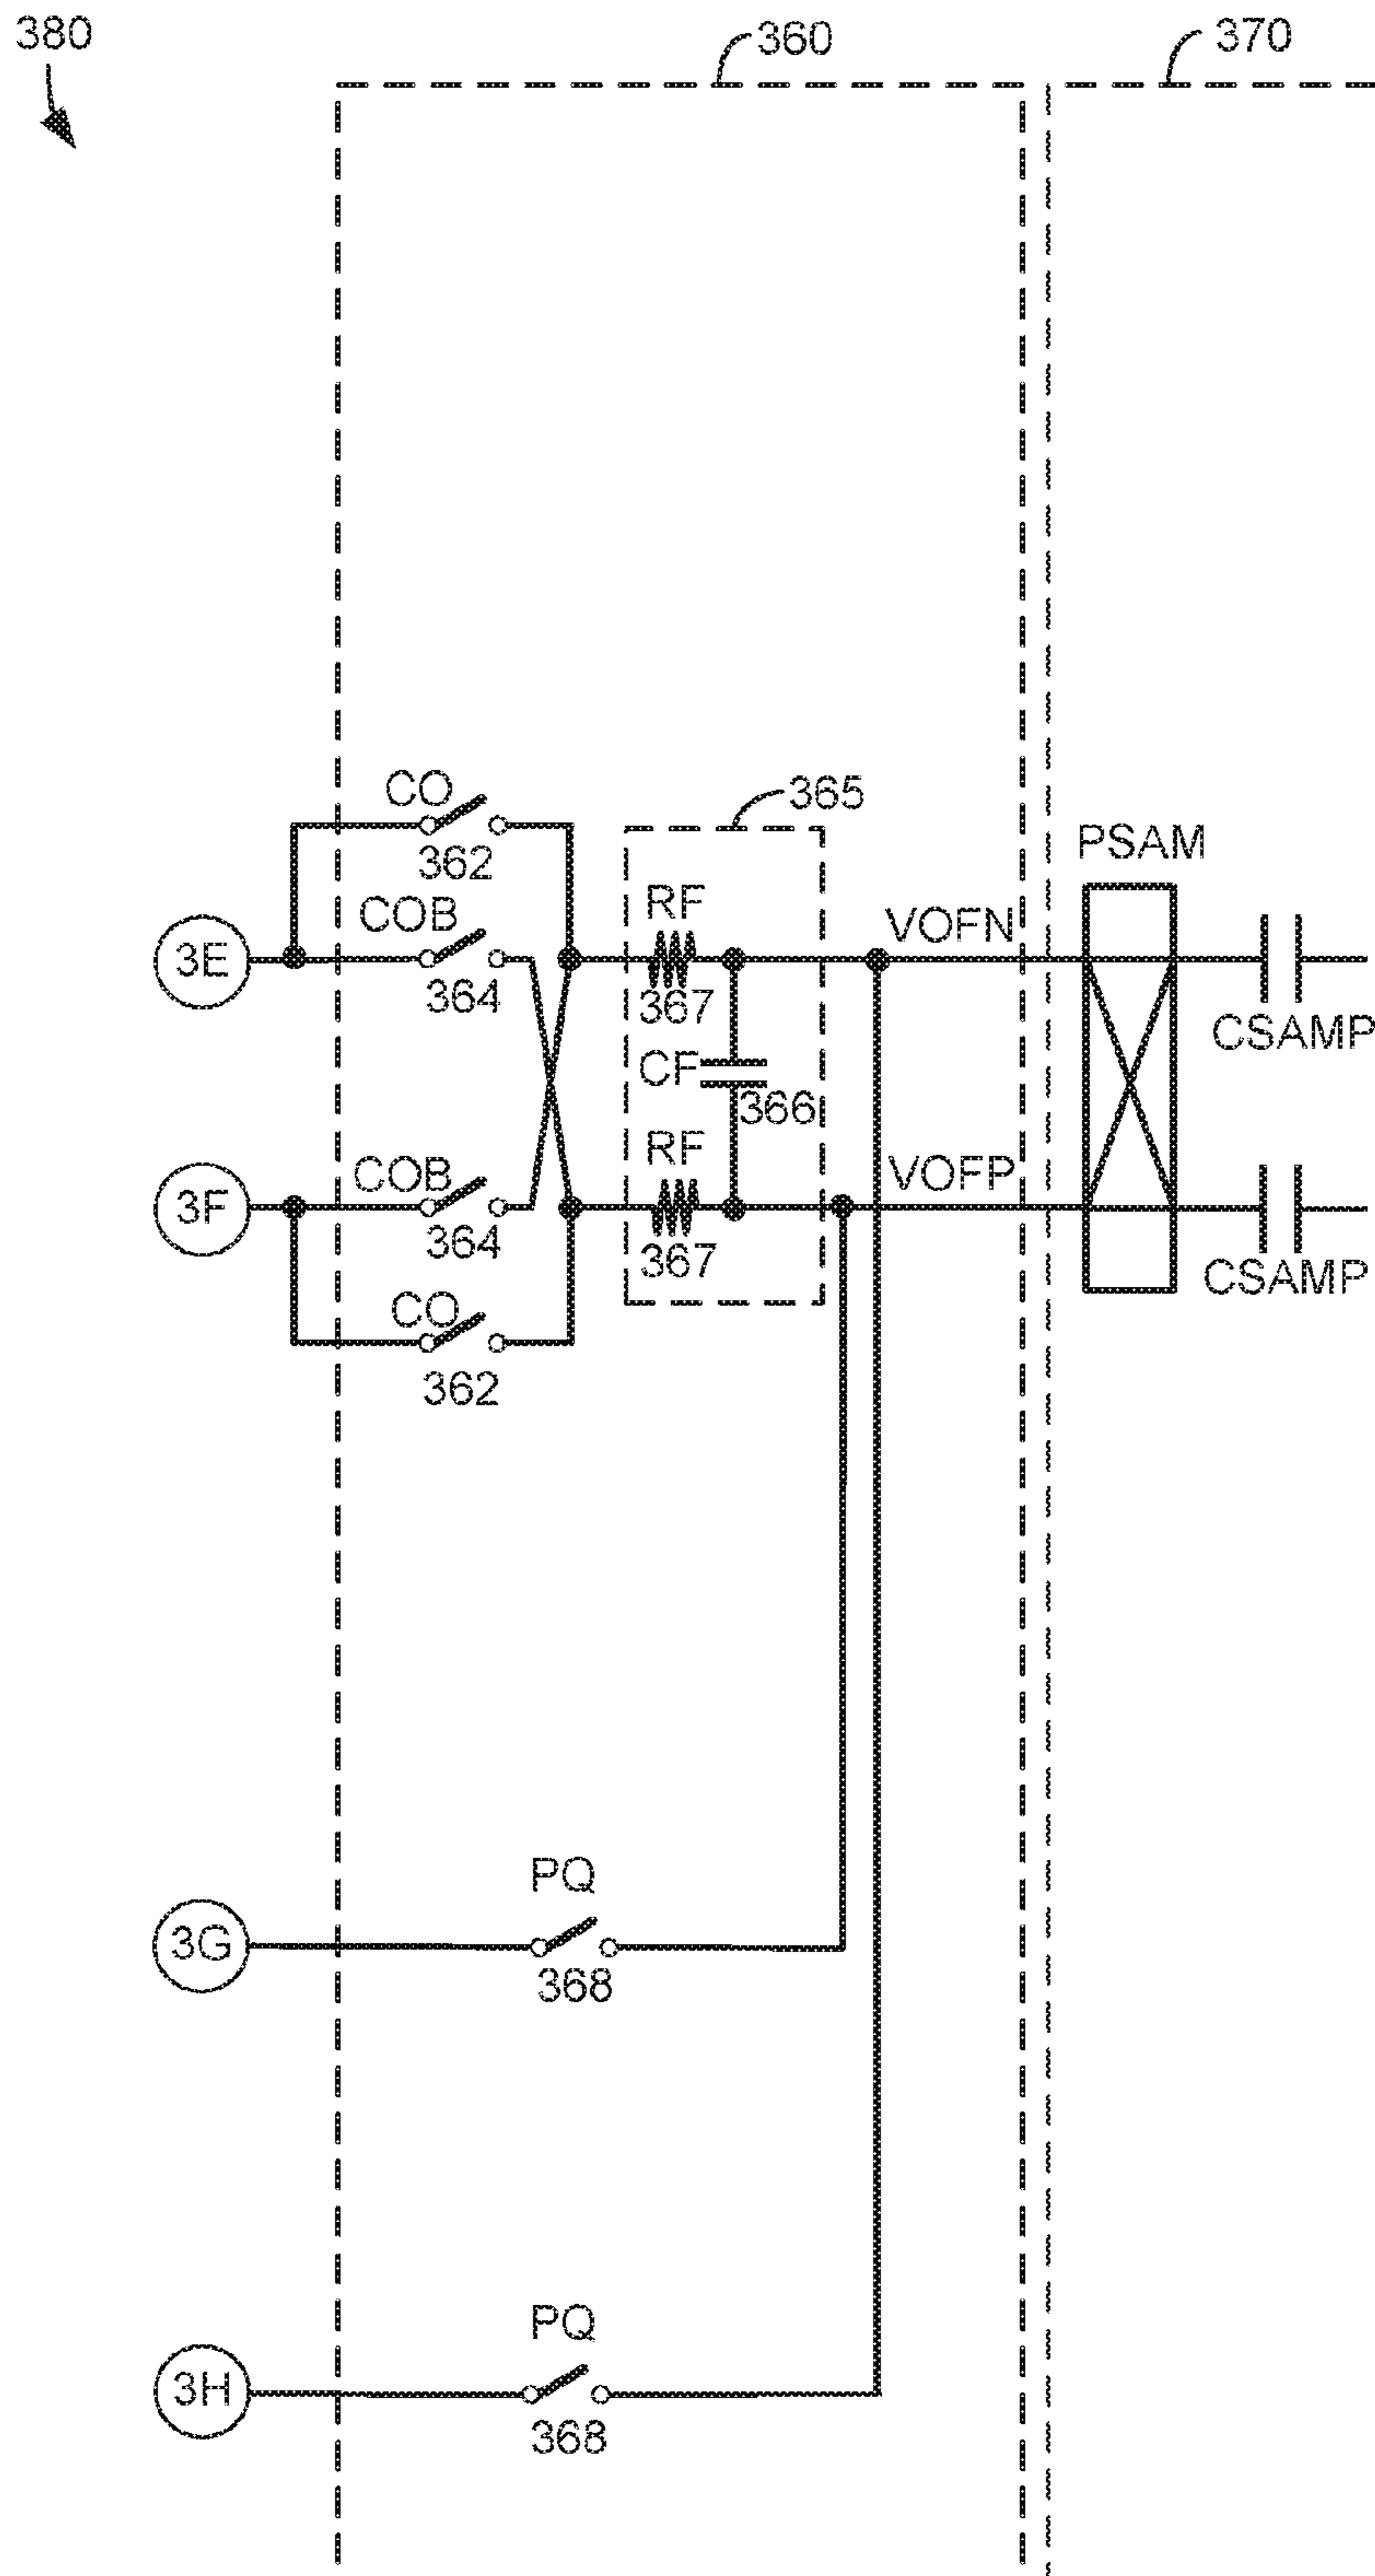 380
360
370
CO
362
365
PSAM
COB
RF
VOFN
3E
364
367
CSAMP
CF
366
RF
COB
VOFP
3F
364
367
CSAMP
CO
362
PQ
3G
368
PQ
3H
368